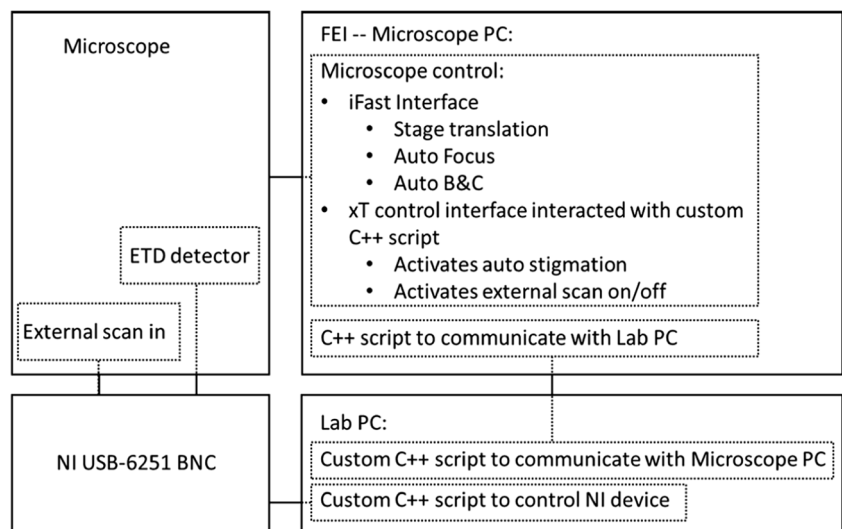 Microscope
ETD detector
External scan in
FEI -- Microscope PC:
Microscope control:
• iFast Interface
• Stage translation
• Auto Focus
• Auto B&C
• xT control interface interacted with custom
C++ script
• Activates auto stigmation
• Activates external scan on/off
C++ script to communicate with Lab PC
NI USB-6251 BNC
Lab PC:
Custom C++ script to communicate with Microscope PC
Custom C++ script to control NI device